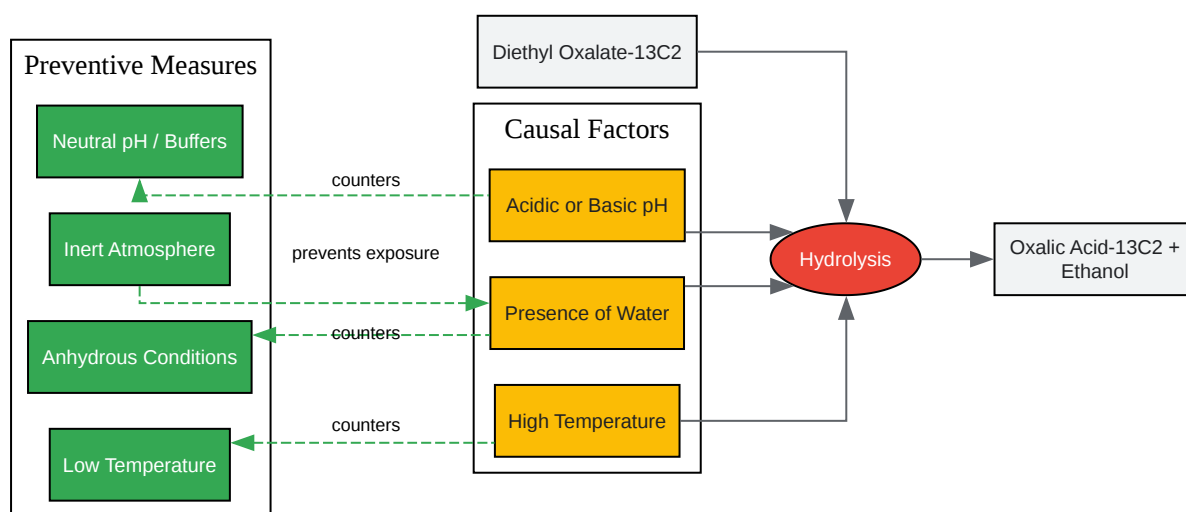 Diethyl Oxalate-13C2
Preventive Measures
Neutral pH / Buffers
Inert Atmosphere
Anhydrous Conditions
Low Temperature
counters
prevents exposure
counters
counters
Causal Factors
Acidic or Basic pH
Presence of Water
High Temperature
Hydrolysis
Oxalic Acid-13C2 +
Ethanol